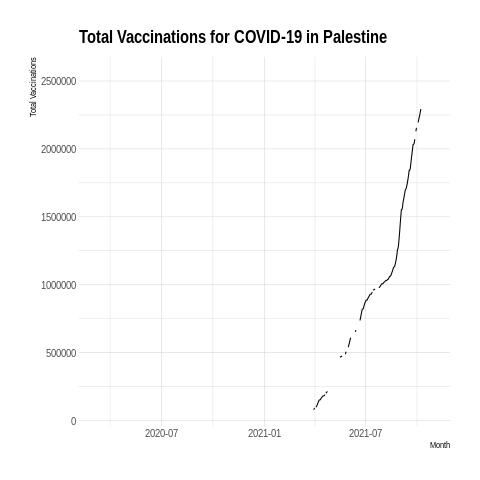 Total Vaccinations for COVID-19 in Palestine
Total Vaccinations
2500000
2000000
1500000
1000000
500000
0
2020-07 2021-01 2021-07
Month